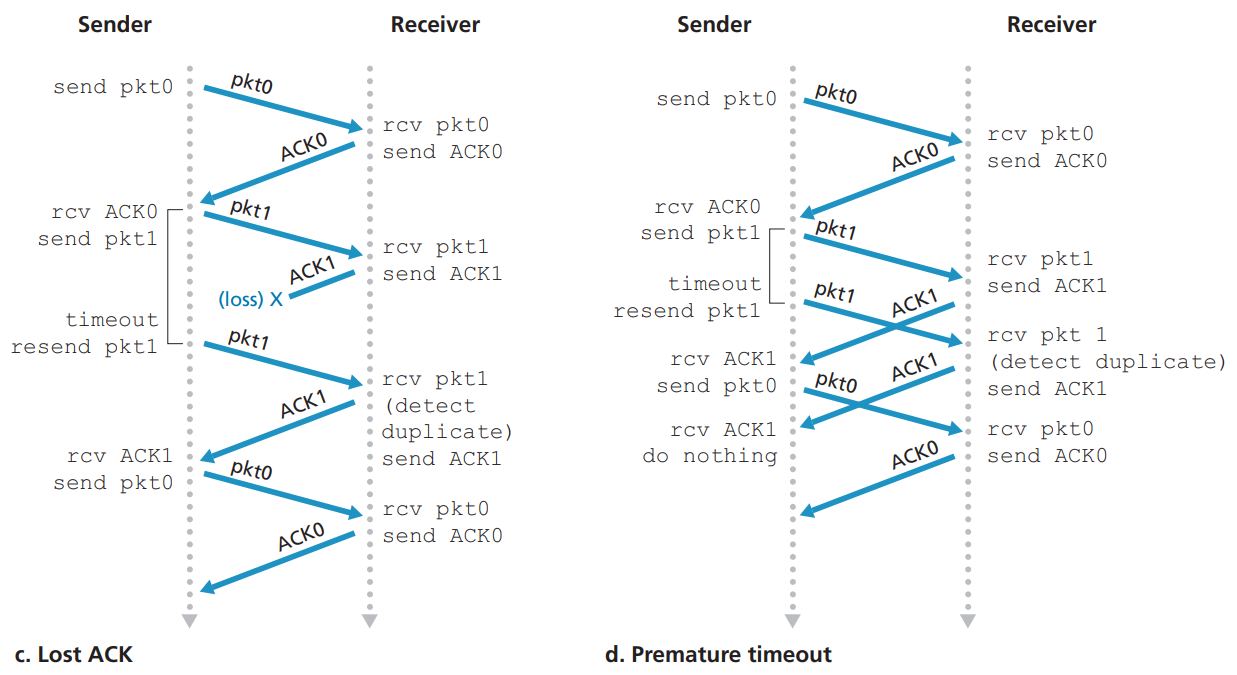 Sender
Receiver
send pkt0
pkt0
rcv pkt0
send ACK0
ACK0
rcv ACK0
send pkt1
pkt1
rcv pkt1
send ACK1
ACK1
(loss) X
timeout
resend pkt1
pkt1
rcv pkt1
(detect
duplicate)
send ACK1
ACK1
rcv ACK1
send pkt0
pkt0
rcv pkt0
send ACK0
ACK0
c. Lost ACK
Sender
Receiver
send pkt0
pkt0
rcv pkt0
send ACK0
ACK0
rcv ACK0
send pkt1
pkt1
rcv pkt1
send ACK1
timeout
resend pkt1
pkt1
ACK1
rcv pkt 1
(detect duplicate)
send ACK1
rcv ACK1
send pkt0
pkt0
ACK1
rcv ACK1
do nothing
rcv pkt0
send ACK0
ACK0
d. Premature timeout